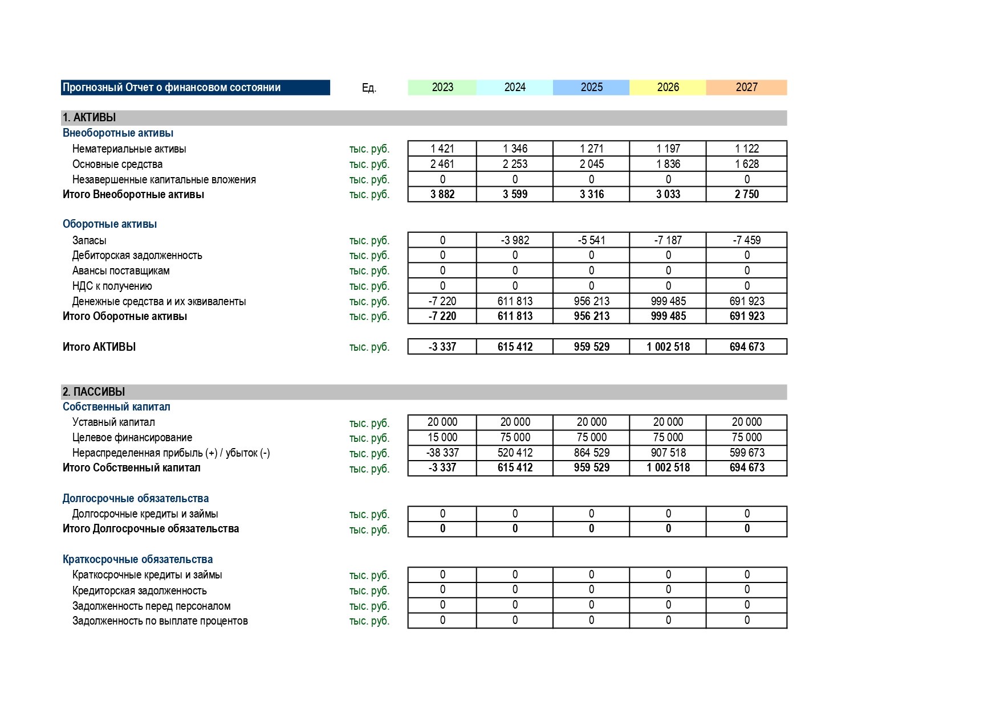 Прогнозный Отчет о финансовом состоянии Ед. 2023 2024 2025 2026 2027
1. АКТИВЫ
Внеоборотные активы
Нематериальные активы тыс. руб. 1 421 1 346 1 271 1 197 1 122
Основные средства тыс. руб. 2 461 2 253 2 045 1 836 1 628
Незавершенные капитальные вложения тыс. руб. 0 0 0 0 0
Итого Внеоборотные активы тыс. руб. 3 882 3 599 3 316 3 033 2 750
Оборотные активы
Запасы тыс. руб. 0 -3 982 -5 541 -7 187 -7 459
Дебиторская задолженность тыс. руб. 0 0 0 0 0
Авансы поставщикам тыс. руб. 0 0 0 0 0
НДС к получению тыс. руб. 0 0 0 0 0
Денежные средства и их эквиваленты тыс. руб. -7 220 611 813 956 213 999 485 691 923
Итого Оборотные активы тыс. руб. -7 220 611 813 956 213 999 485 691 923
Итого АКТИВЫ тыс. руб. -3 337 615 412 959 529 1 002 518 694 673
2. ПАССИВЫ
Собственный капитал
Уставный капитал тыс. руб. 20 000 20 000 20 000 20 000 20 000
Целевое финансирование тыс. руб. 15 000 75 000 75 000 75 000 75 000
Нераспределенная прибыль (+) / убыток (-) тыс. руб. -38 337 520 412 864 529 907 518 599 673
Итого Собственный капитал тыс. руб. -3 337 615 412 959 529 1 002 518 694 673
Долгосрочные обязательства
Долгосрочные кредиты и займы тыс. руб. 0 0 0 0 0
Итого Долгосрочные обязательства тыс. руб. 0 0 0 0 0
Краткосрочные обязательства
Краткосрочные кредиты и займы тыс. руб. 0 0 0 0 0
Кредиторская задолженность тыс. руб. 0 0 0 0 0
Задолженность перед персоналом тыс. руб. 0 0 0 0 0
Задолженность по выплате процентов тыс. руб. 0 0 0 0 0